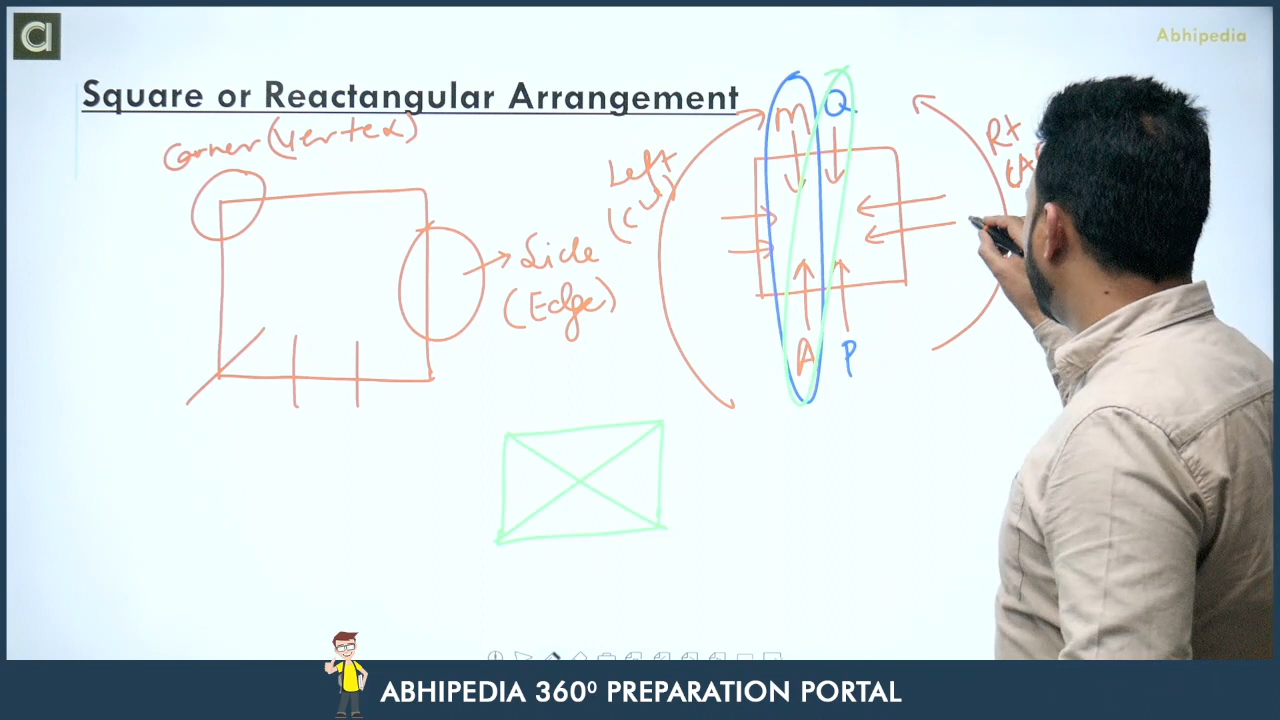 Abhipedia
Square or Reactangular Arrangement
Corner (Vertex)
Side
(Edge)
Left
M Q
A P
ABHIPEDIA 360⁰ PREPARATION PORTAL